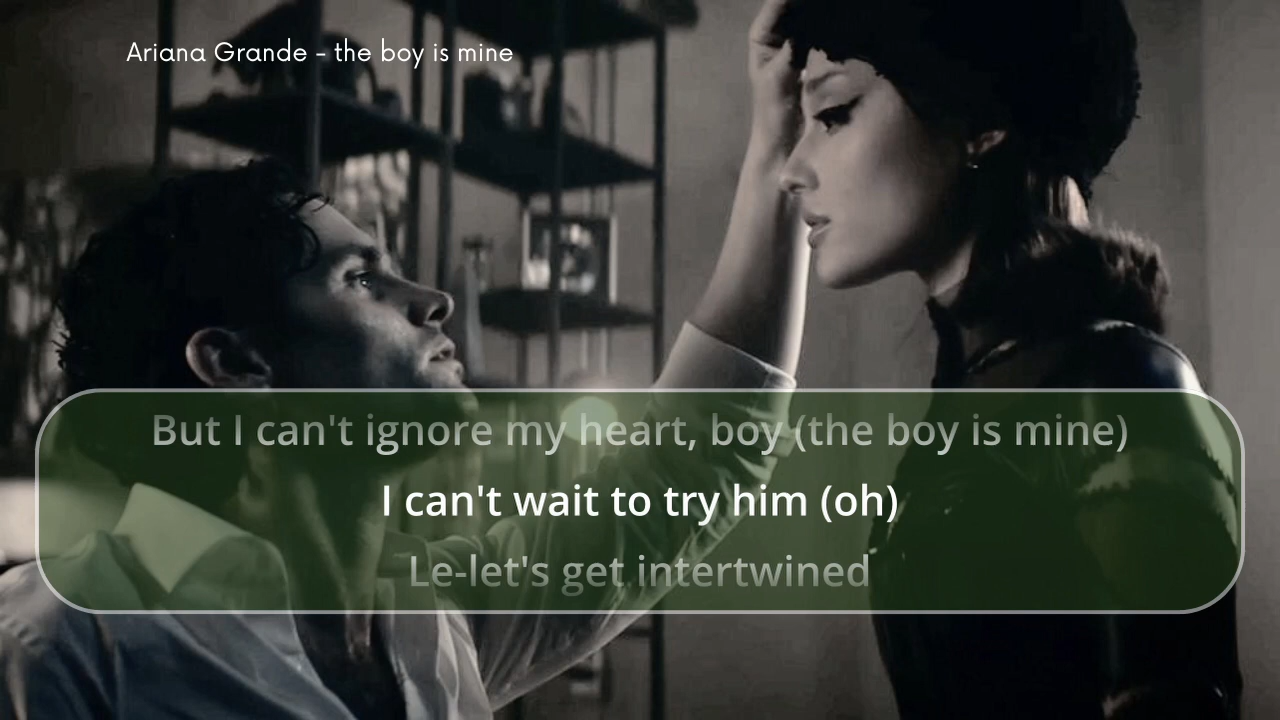 Ariana Grande - the boy is mine
But I can't ignore my heart, boy (the boy is mine)
I can't wait to try him (oh)
Le-let's get intertwined